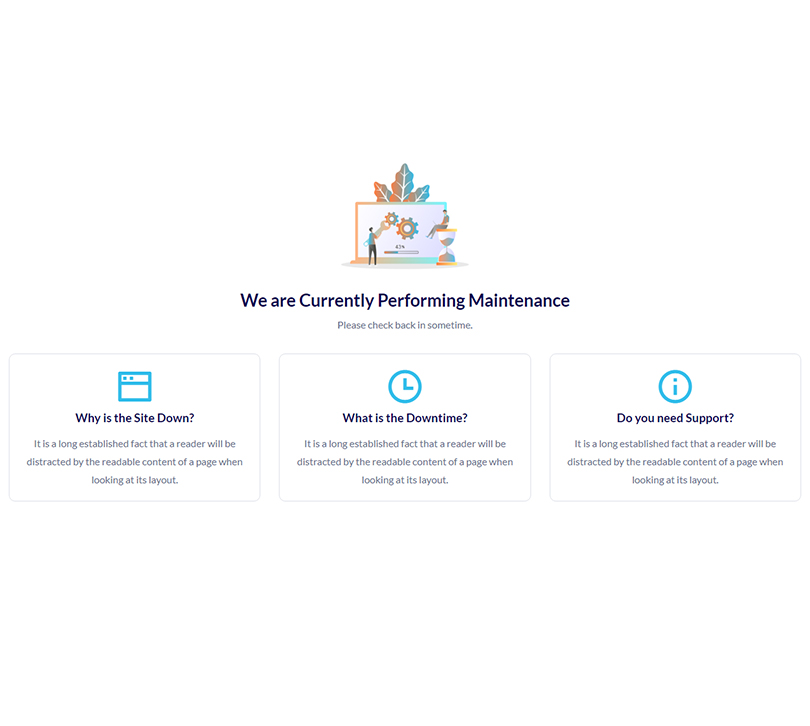 43%
We are Currently Performing Maintenance
Please check back in sometime.
Why is the Site Down?
It is a long established fact that a reader will be
distracted by the readable content of a page when
looking at its layout.
What is the Downtime?
It is a long established fact that a reader will be
distracted by the readable content of a page when
looking at its layout.
Do you need Support?
It is a long established fact that a reader will be
distracted by the readable content of a page when
looking at its layout.